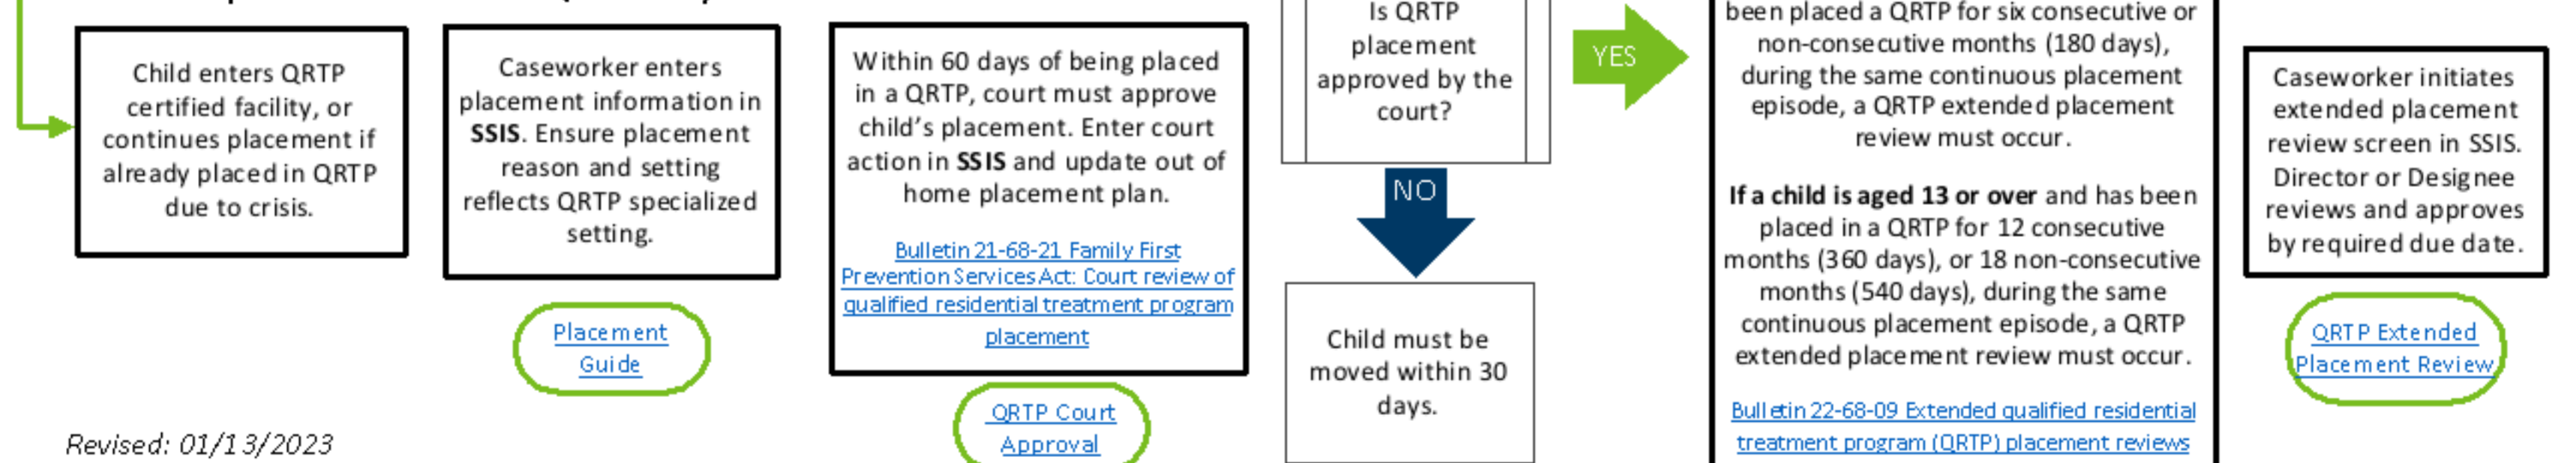 Child enters QRTP
certified facility, or
continues placement if
already placed in QRTP
due to crisis.
Caseworker enters
placement information in
SSIS. Ensure placement
reason and setting
reflects QRTP specialized
setting.
Placement
Guide
Within 60 days of being placed
in a QRTP, court must approve
child's placement. Enter court
action in SSIS and update out of
home placement plan.
Bulletin 21-68-21 Family First
Prevention Services Act: Court review of
qualified residential treatment program
placement
QRTP Court
Approval
Is QRTP
placement
approved by the
court?
YES
NO
Child must be
moved within 30
days.
been placed a QRTP for six consecutive or
non-consecutive months (180 days),
during the same continuous placement
episode, a QRTP extended placement
review must occur.
If a child is aged 13 or over and has been
placed in a QRTP for 12 consecutive
months (360 days), or 18 non-consecutive
months (540 days), during the same
continuous placement episode, a QRTP
extended placement review must occur.
Bulletin 22-68-09 Extended qualified residential
treatment program (QRTP) placement reviews
Caseworker initiates
extended placement
review screen in SSIS.
Director or Designee
reviews and approves
by required due date.
QRTP Extended
Placement Review
Revised: 01/13/2023